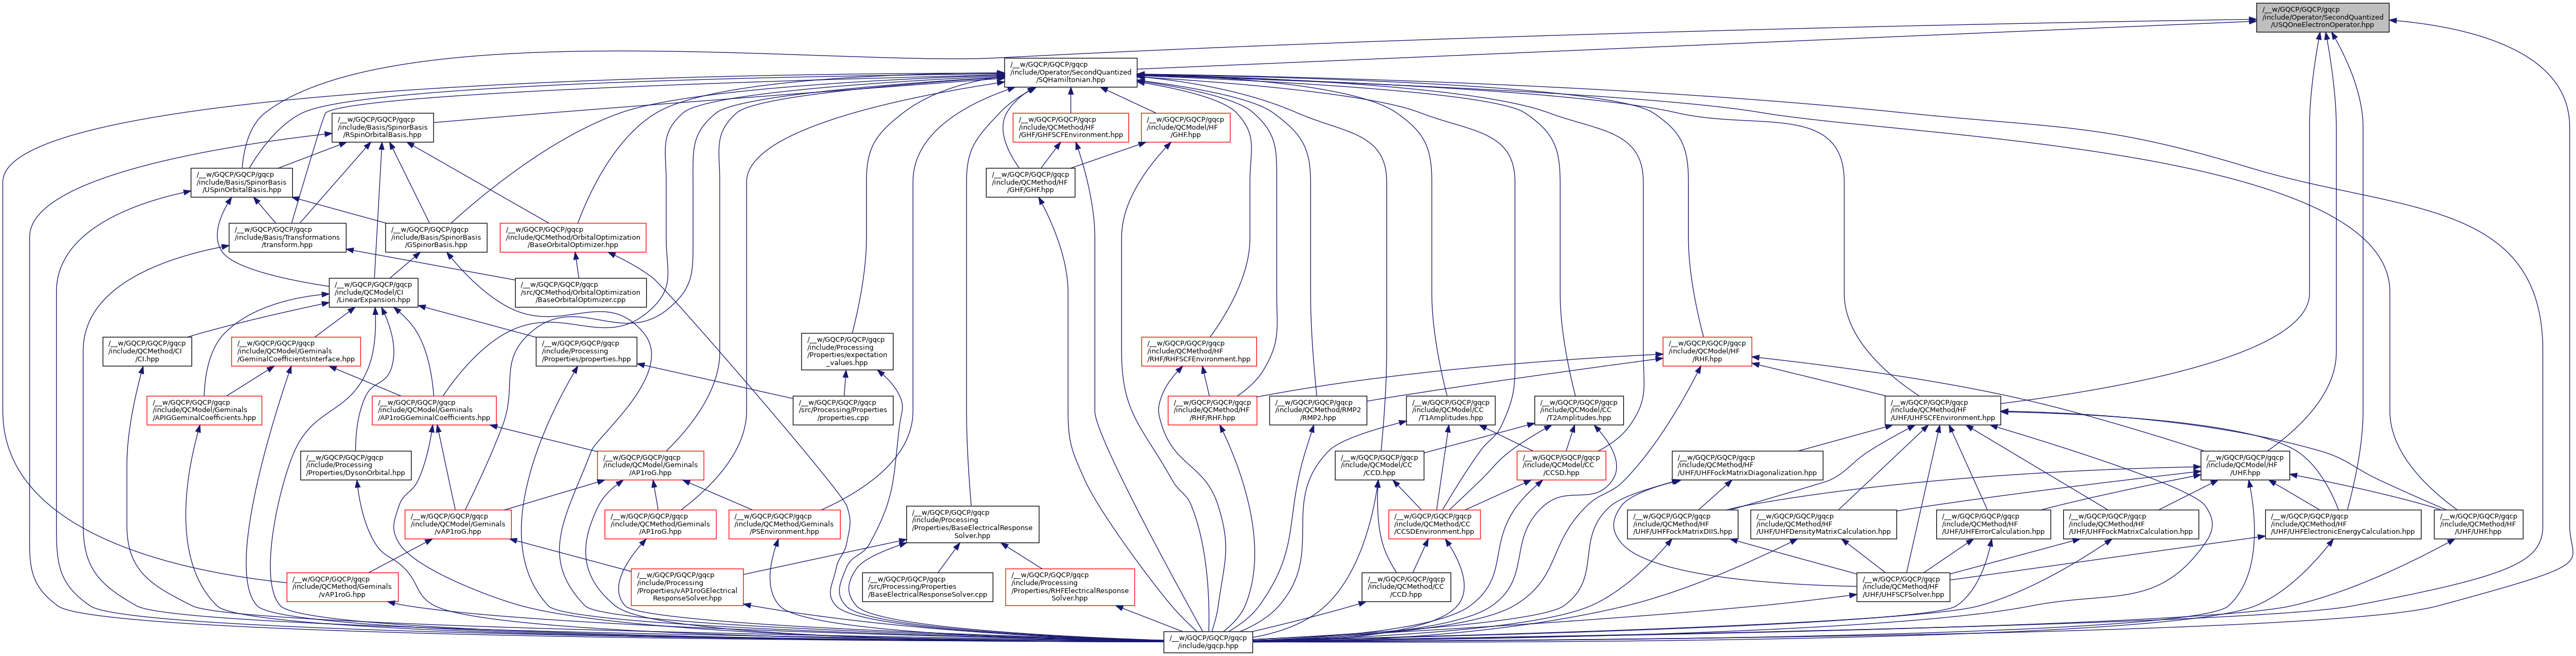 /__w/GQCP/GQCP/gqcp
/include/Operator/SecondQuantized
/USQOneElectronOperator.hpp
/__w/GQCP/GQCP/gqcp
/include/Operator/SecondQuantized
/SQHamiltonian.hpp
/__w/GQCP/GQCP/gqcp
/include/Basis/SpinorBasis
/RSpinOrbitalBasis.hpp
/__w/GQCP/GQCP/gqcp
/include/QCMethod/HF
/GHF/GHFSCFEnvironment.hpp
/__w/GQCP/GQCP/gqcp
/include/QCModel/HF
/GHF.hpp
/__w/GQCP/GQCP/gqcp
/include/Basis/SpinorBasis
/USpinOrbitalBasis.hpp
/__w/GQCP/GQCP/gqcp
/include/QCMethod/HF
/GHF/GHF.hpp
/__w/GQCP/GQCP/gqcp
/include/Basis/Transformations
/transform.hpp
/__w/GQCP/GQCP/gqcp
/include/Basis/SpinorBasis
/GSpinorBasis.hpp
/__w/GQCP/GQCP/gqcp
/include/QCMethod/OrbitalOptimization
/BaseOrbitalOptimizer.hpp
/__w/GQCP/GQCP/gqcp
/include/QCModel/CI
/LinearExpansion.hpp
/__w/GQCP/GQCP/gqcp
/src/QCMethod/OrbitalOptimization
/BaseOrbitalOptimizer.cpp
/__w/GQCP/GQCP/gqcp
/include/QCMethod/CI
/CI.hpp
/__w/GQCP/GQCP/gqcp
/include/QCModel/Geminals
/GeminalCoefficientsInterface.hpp
/__w/GQCP/GQCP/gqcp
/include/Processing
/Properties/properties.hpp
/__w/GQCP/GQCP/gqcp
/include/Processing
/Properties/expectation
_values.hpp
/__w/GQCP/GQCP/gqcp
/include/QCMethod/HF
/RHF/RHFSCFEnvironment.hpp
/__w/GQCP/GQCP/gqcp
/include/QCModel/HF
/RHF.hpp
/__w/GQCP/GQCP/gqcp
/include/QCModel/Geminals
/APIGGeminalCoefficients.hpp
/__w/GQCP/GQCP/gqcp
/include/QCModel/Geminals
/AP1roGGeminalCoefficients.hpp
/__w/GQCP/GQCP/gqcp
/src/Processing/Properties
/properties.cpp
/__w/GQCP/GQCP/gqcp
/include/QCMethod/HF
/RHF/RHF.hpp
/__w/GQCP/GQCP/gqcp
/include/QCMethod/RMP2
/RMP2.hpp
/__w/GQCP/GQCP/gqcp
/include/QCModel/CC
/T1Amplitudes.hpp
/__w/GQCP/GQCP/gqcp
/include/QCModel/CC
/T2Amplitudes.hpp
/__w/GQCP/GQCP/gqcp
/include/QCMethod/HF
/UHF/UHFSCFEnvironment.hpp
/__w/GQCP/GQCP/gqcp
/include/Processing
/Properties/DysonOrbital.hpp
/__w/GQCP/GQCP/gqcp
/include/QCModel/Geminals
/AP1roG.hpp
/__w/GQCP/GQCP/gqcp
/include/QCModel/CC
/CCD.hpp
/__w/GQCP/GQCP/gqcp
/include/QCModel/CC
/CCSD.hpp
/__w/GQCP/GQCP/gqcp
/include/QCMethod/HF
/UHF/UHFFockMatrixDiagonalization.hpp
/__w/GQCP/GQCP/gqcp
/include/QCModel/HF
/UHF.hpp
/__w/GQCP/GQCP/gqcp
/include/QCModel/Geminals
/vAP1roG.hpp
/__w/GQCP/GQCP/gqcp
/include/QCMethod/Geminals
/AP1roG.hpp
/__w/GQCP/GQCP/gqcp
/include/QCMethod/Geminals
/PSEnvironment.hpp
/__w/GQCP/GQCP/gqcp
/include/Processing
/Properties/BaseElectricalResponse
Solver.hpp
/__w/GQCP/GQCP/gqcp
/include/QCMethod/CC
/CCSDEnvironment.hpp
/__w/GQCP/GQCP/gqcp
/include/QCMethod/HF
/UHF/UHFFockMatrixDIIS.hpp
/__w/GQCP/GQCP/gqcp
/include/QCMethod/HF
/UHF/UHFDensityMatrixCalculation.hpp
/__w/GQCP/GQCP/gqcp
/include/QCMethod/HF
/UHF/UHFErrorCalculation.hpp
/__w/GQCP/GQCP/gqcp
/include/QCMethod/HF
/UHF/UHFFockMatrixCalculation.hpp
/__w/GQCP/GQCP/gqcp
/include/QCMethod/HF
/UHF/UHFElectronicEnergyCalculation.hpp
/__w/GQCP/GQCP/gqcp
/include/QCMethod/HF
/UHF/UHF.hpp
/__w/GQCP/GQCP/gqcp
/include/QCMethod/Geminals
/vAP1roG.hpp
/__w/GQCP/GQCP/gqcp
/include/Processing
/Properties/vAP1roGElectrical
ResponseSolver.hpp
/__w/GQCP/GQCP/gqcp
/src/Processing/Properties
/BaseElectricalResponseSolver.cpp
/__w/GQCP/GQCP/gqcp
/include/Processing
/Properties/RHFElectricalResponse
Solver.hpp
/__w/GQCP/GQCP/gqcp
/include/QCMethod/CC
/CCD.hpp
/__w/GQCP/GQCP/gqcp
/include/QCMethod/HF
/UHF/UHFSCFSolver.hpp
/__w/GQCP/GQCP/gqcp
/include/gqcp.hpp